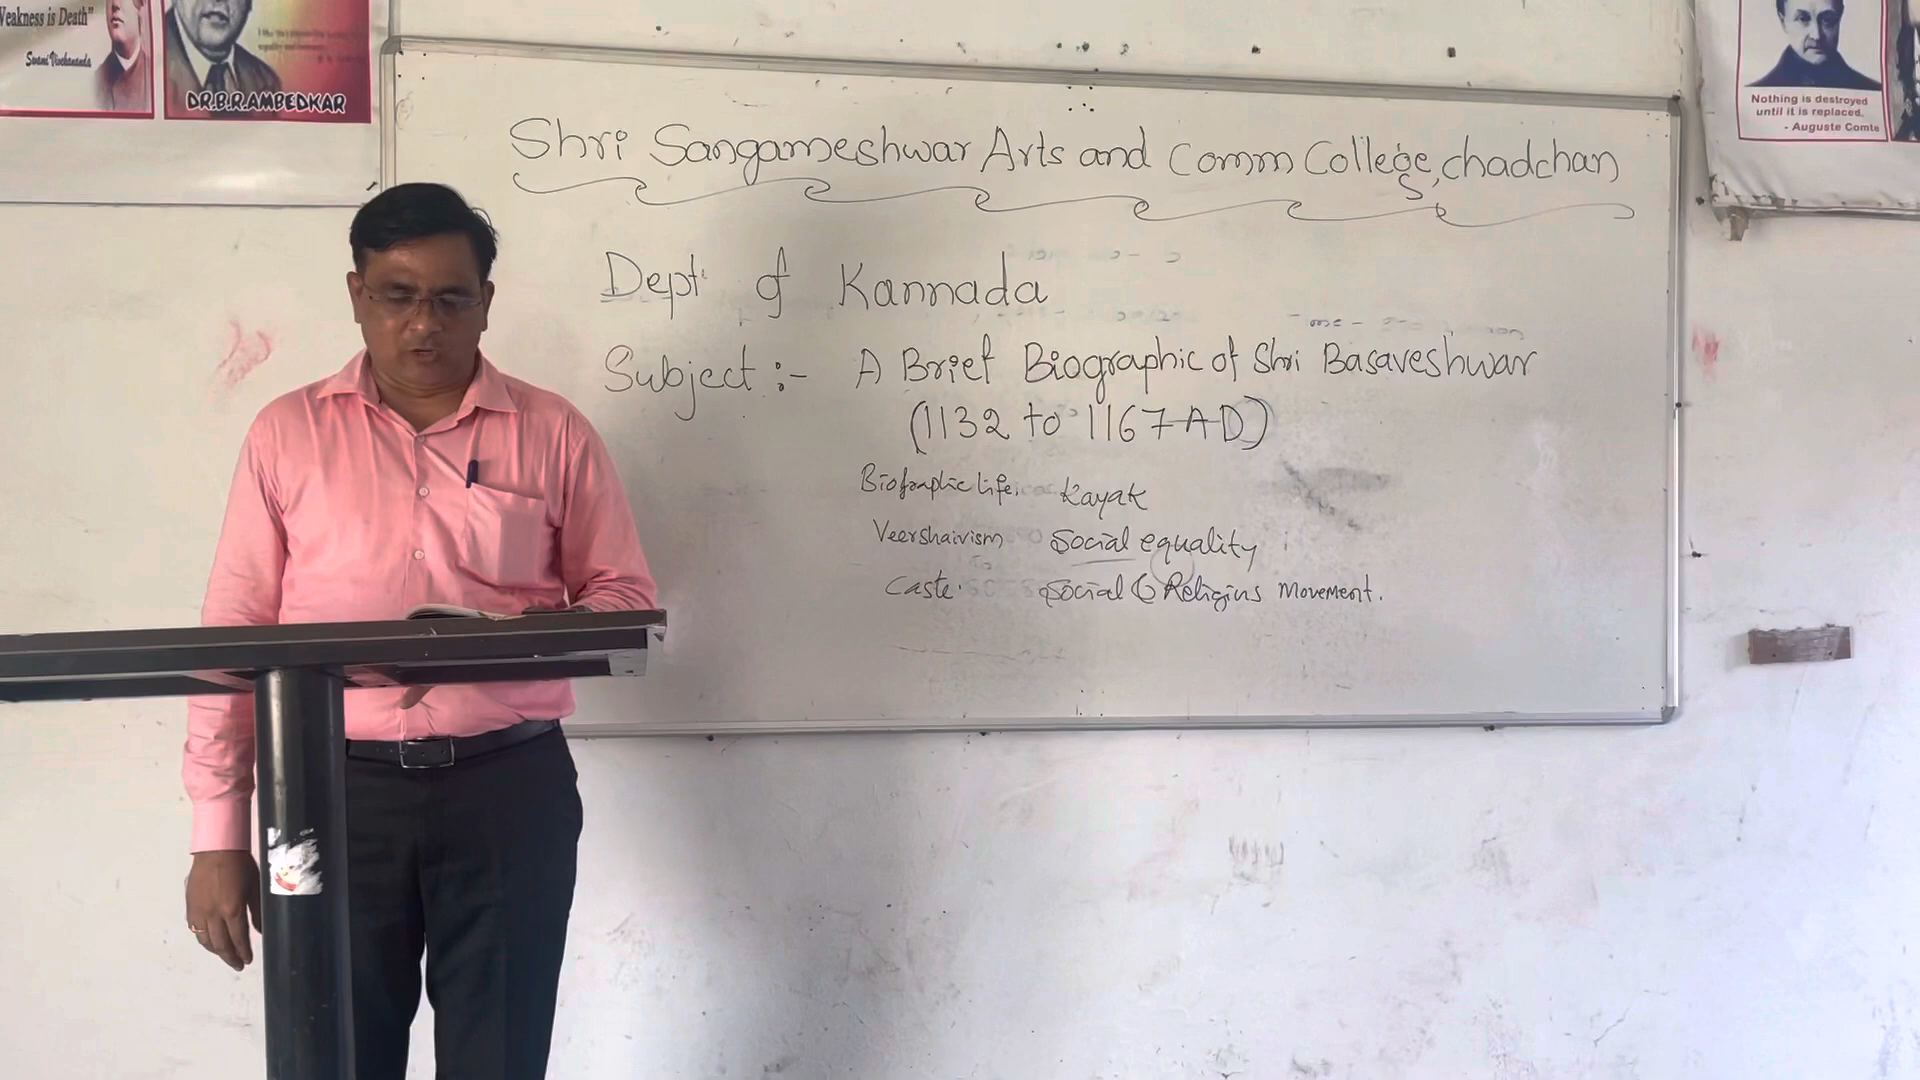 Weakness is Death"
Swami Vivekananda
DR.B.R.AMBEDKAR
Nothing is destroyed
until it is replaced.
- Auguste Comte
Shri Sangameshwar Arts and Comm College, chadchan
Dept of Kannada
Subject :- A Brief Biographic of Shri Basaveshwar
(1132 to 1167 AD)
Biographic Life. Kayak
Veershaivism Social equality
Caste. Social & Religius Movement.